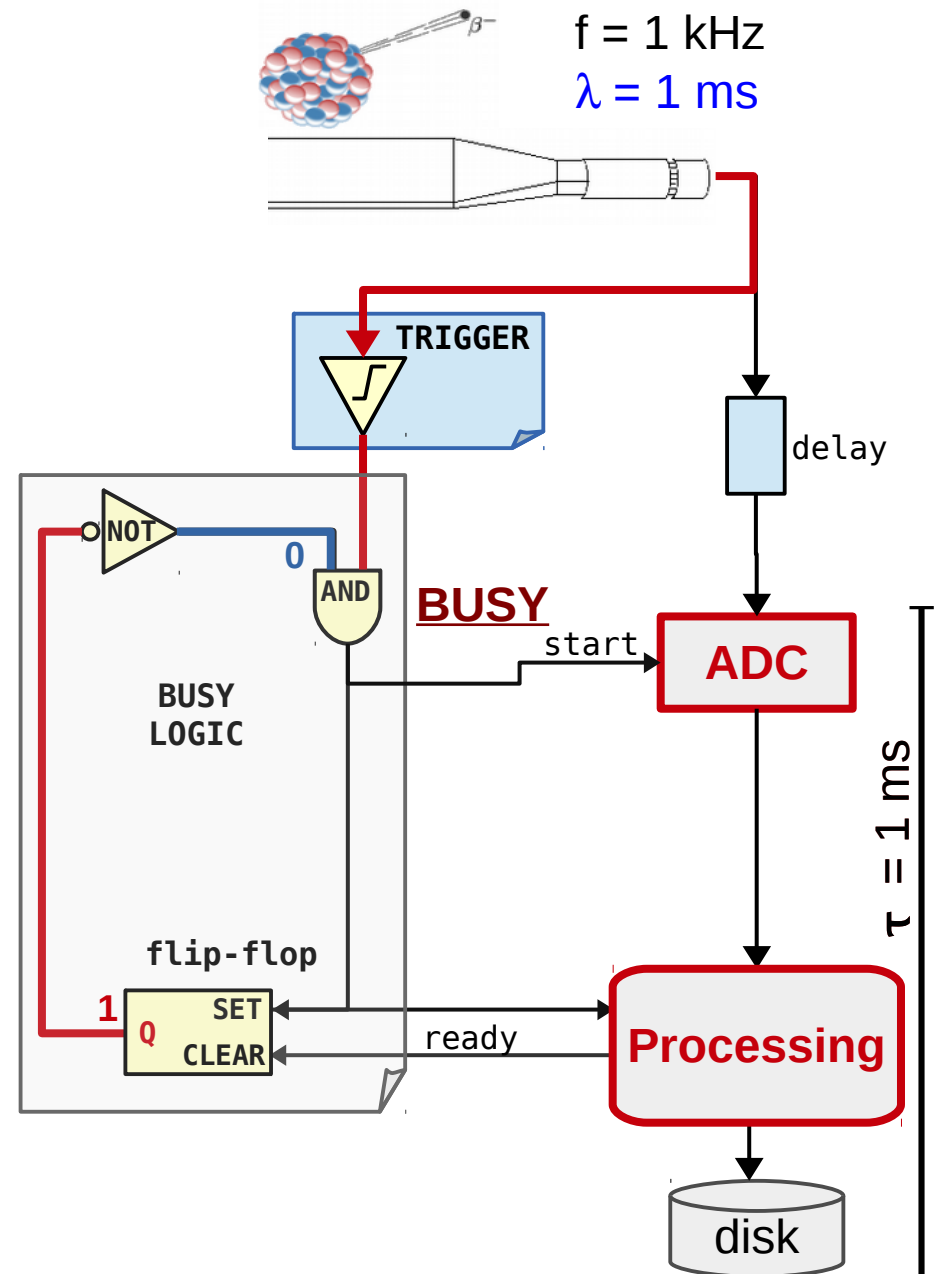 β−
f = 1 kHz
λ = 1 ms
TRIGGER
delay
NOT
0
AND
BUSY
start
ADC
BUSY
LOGIC
τ = 1 ms
flip-flop
1
Q
SET
CLEAR
ready
Processing
disk